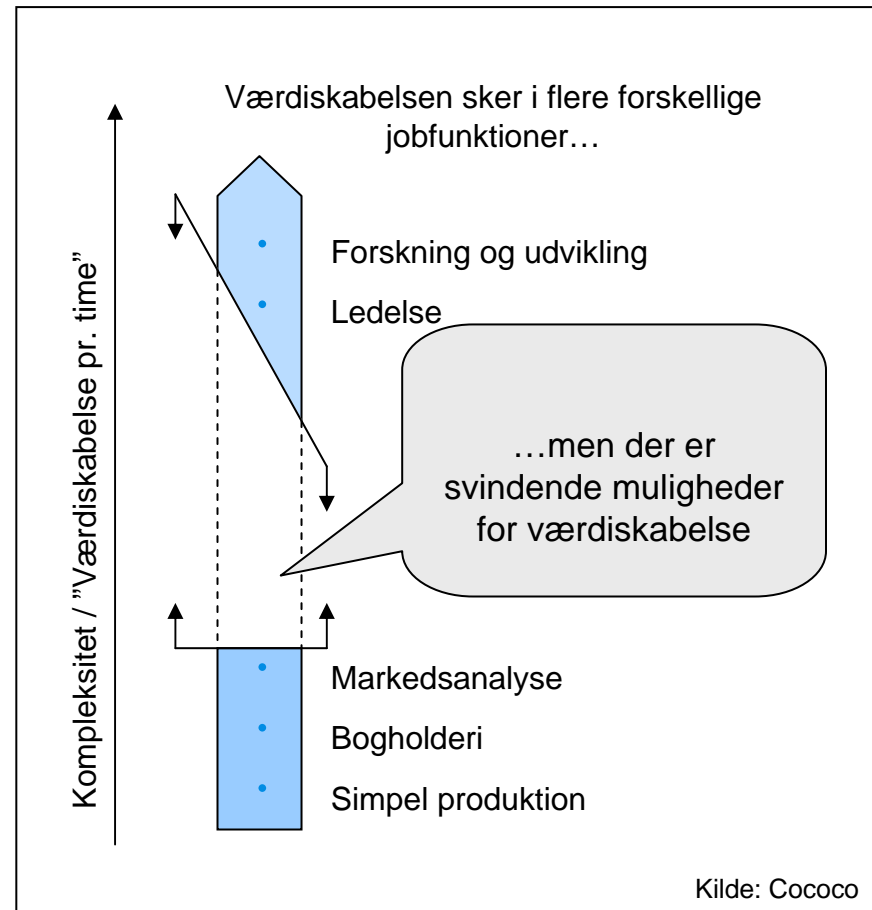 Værdiskabelsen sker i flere forskellige
jobfunktioner…
Kompleksitet / ”Værdiskabelse pr. time”
Forskning og udvikling
Ledelse
…men der er
svindende muligheder
for værdiskabelse
Markedsanalyse
Bogholderi
Simpel produktion
Kilde: Cococo